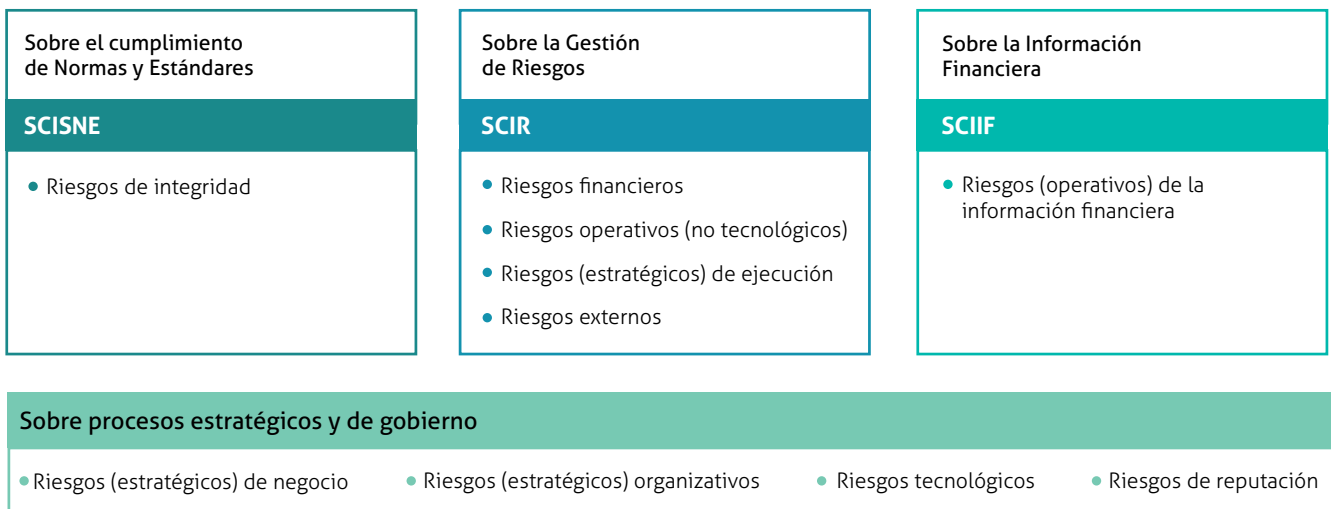 Sobre el cumplimiento
de Normas y Estándares
SCISNE
Riesgos de integridad
Sobre la Gestión
de Riesgos
SCIR
Riesgos financieros
Riesgos operativos (no tecnológicos)
Riesgos (estratégicos) de ejecución
Riesgos externos
Sobre la Información
Financiera
SCIIF
Riesgos (operativos) de la
información financiera
Sobre procesos estratégicos y de gobierno
Riesgos (estratégicos) de negocio
Riesgos (estratégicos) organizativos
Riesgos tecnológicos
Riesgos de reputación